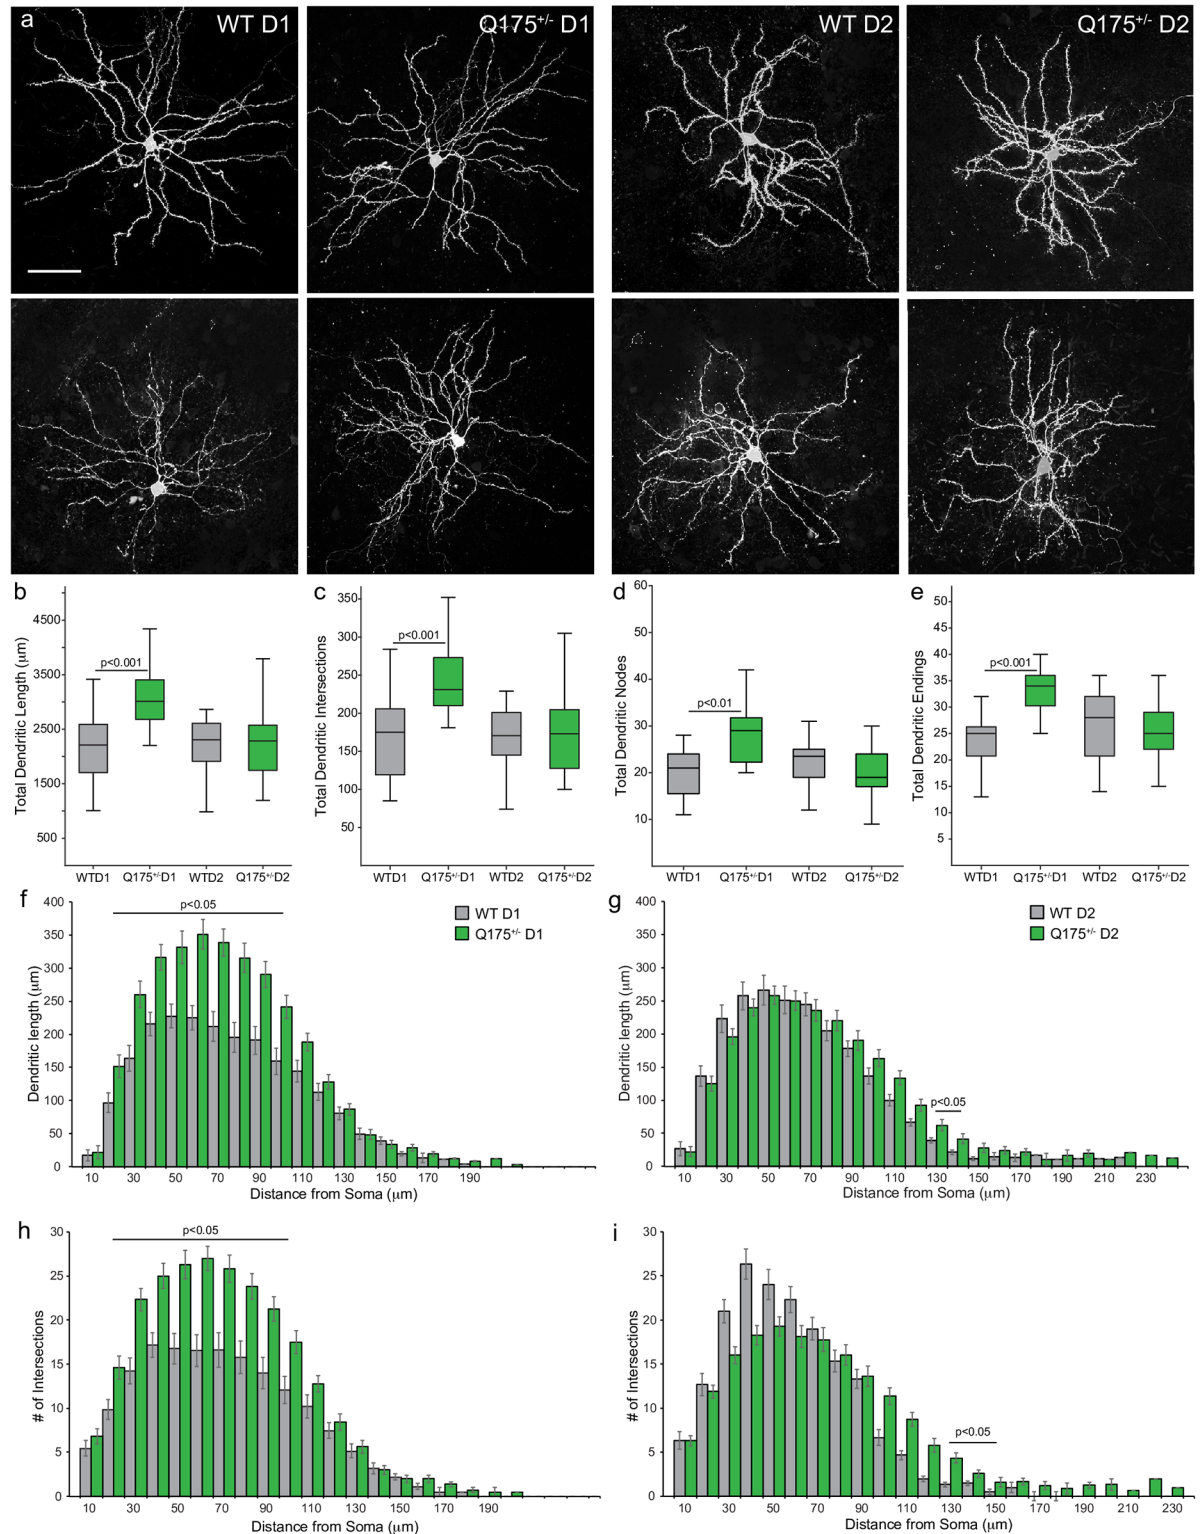 a
WT D1
Q175+/- D1
WT D2
Q175+/- D2
b
Total Dendritic Length (μm)
4500
3500
2500
1500
500
p<0.001
WTD1
Q175+/-D1
WTD2
Q175+/-D2
c
Total Dendritic Intersections
350
300
250
200
150
100
50
p<0.001
WTD1
Q175+/-D1
WTD2
Q175+/-D2
d
Total Dendritic Nodes
60
50
40
30
20
10
p<0.01
WTD1
Q175+/-D1
WTD2
Q175+/-D2
e
Total Dendritic Endings
50
45
40
35
30
25
20
15
10
5
p<0.001
WTD1
Q175+/-D1
WTD2
Q175+/-D2
f
Dendritic length (μm)
400
350
300
250
200
150
100
50
0
p<0.05
WT D1
Q175+/- D1
10 30 50 70 90 110 130 150 170 190
Distance from Soma (μm)
g
Dendritic length (μm)
400
350
300
250
200
150
100
50
0
p<0.05
WT D2
Q175+/- D2
10 30 50 70 90 110 130 150 170 190 210 230
Distance from Soma (μm)
h
# of Intersections
30
25
20
15
10
5
0
p<0.05
10 30 50 70 90 110 130 150 170 190
Distance from Soma (μm)
i
# of Intersections
30
25
20
15
10
5
0
p<0.05
10 30 50 70 90 110 130 150 170 190 210 230
Distance from Soma (μm)